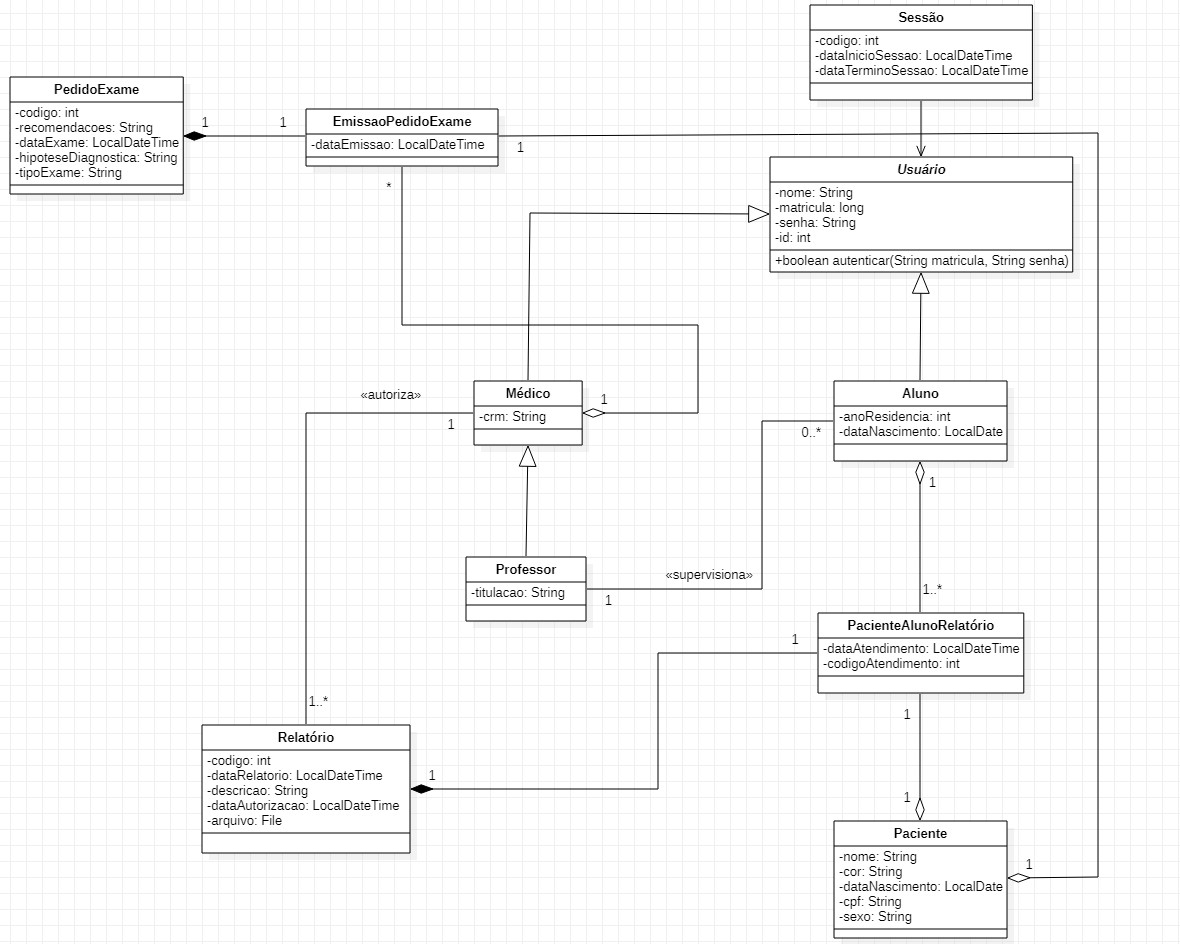 Sessão
-codigo: int
-dataInicioSessao: LocalDateTime
-dataTerminoSessao: LocalDateTime
PedidoExame
-codigo: int
-recomendacoes: String
-dataExame: LocalDateTime
-hipoteseDiagnostica: String
-tipoExame: String
1
1
EmissaoPedidoExame
-dataEmissao: LocalDateTime
1
*
Usuário
-nome: String
-matricula: long
-senha: String
-id: int
+boolean autenticar(String matricula, String senha)
«autoriza»
1
Médico
-crm: String
1
Aluno
-anoResidencia: int
-dataNascimento: LocalDate
0..*
1
Professor
-titulacao: String
«supervisiona»
1
1..*
PacienteAlunoRelatório
-dataAtendimento: LocalDateTime
-codigoAtendimento: int
1
1
1..*
Relatório
-codigo: int
-dataRelatorio: LocalDateTime
-descricao: String
-dataAutorizacao: LocalDateTime
-arquivo: File
1
1
Paciente
-nome: String
-cor: String
-dataNascimento: LocalDate
-cpf: String
-sexo: String
1